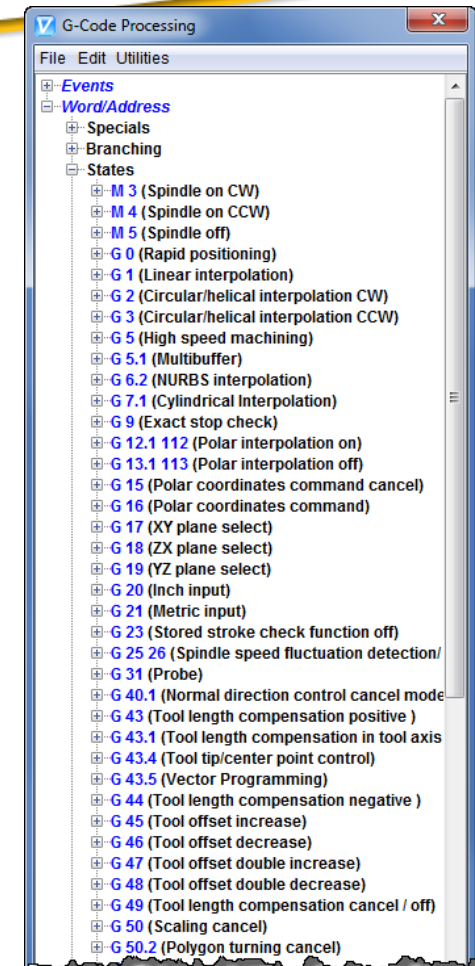 G-Code Processing
File Edit Utilities
Events
Word/Address
Specials
Branching
States
M 3 (Spindle on CW)
M 4 (Spindle on CCW)
M 5 (Spindle off)
G 0 (Rapid positioning)
G 1 (Linear interpolation)
G 2 (Circular/helical interpolation CW)
G 3 (Circular/helical interpolation CCW)
G 5 (High speed machining)
G 5.1 (Multibuffer)
G 6.2 (NURBS interpolation)
G 7.1 (Cylindrical Interpolation)
G 9 (Exact stop check)
G 12.1 112 (Polar interpolation on)
G 13.1 113 (Polar interpolation off)
G 15 (Polar coordinates command cancel)
G 16 (Polar coordinates command)
G 17 (XY plane select)
G 18 (ZX plane select)
G 19 (YZ plane select)
G 20 (Inch input)
G 21 (Metric input)
G 23 (Stored stroke check function off)
G 25 26 (Spindle speed fluctuation detection/
G 31 (Probe)
G 40.1 (Normal direction control cancel mode
G 43 (Tool length compensation positive )
G 43.1 (Tool length compensation in tool axis
G 43.4 (Tool tip/center point control)
G 43.5 (Vector Programming)
G 44 (Tool length compensation negative )
G 45 (Tool offset increase)
G 46 (Tool offset decrease)
G 47 (Tool offset double increase)
G 48 (Tool offset double decrease)
G 49 (Tool length compensation cancel / off)
G 50 (Scaling cancel)
G 50.2 (Polygon turning cancel)